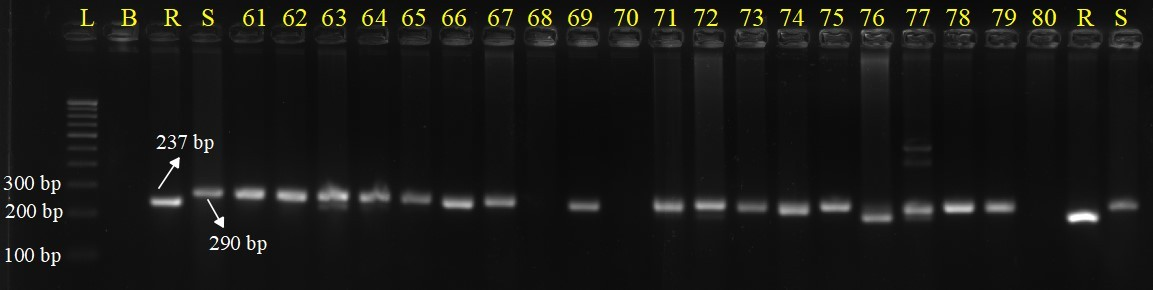 L B R S 61 62 63 64 65 66 67 68 69 70 71 72 73 74 75 76 77 78 79 80 R S
237 bp
300 bp
200 bp
290 bp
100 bp